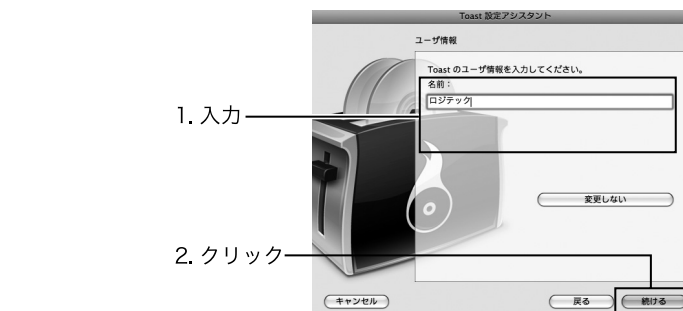 Toast 設定アシスタント
ユーザ情報
Toast のユーザ情報を入力してください。
名前：
ロジテック
1. 入力
変更しない
2. クリック
キャンセル
戻る
続ける